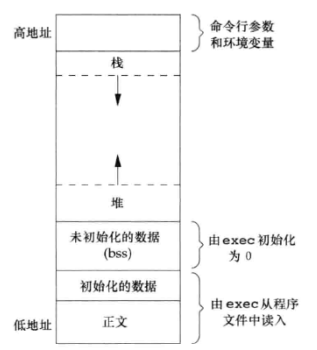 高地址
命令行参数
和环境变量
栈
堆
未初始化的数据
(bss)
由exec初始化
为0
初始化的数据
由exec从程序
文件中读入
低地址
正文